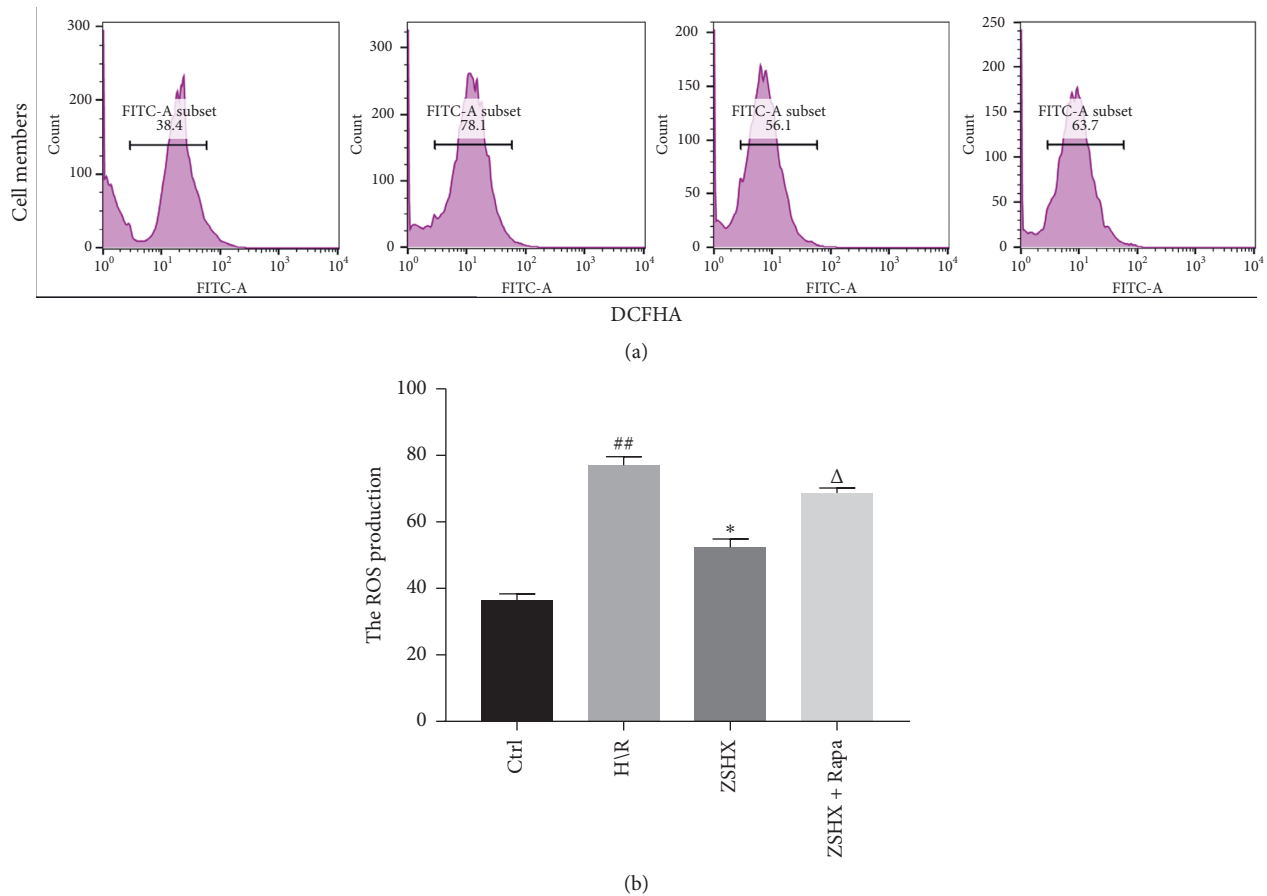 Cell members
Count
300
200
100
0
FITC-A subset
38.4
10^0 10^1 10^2 10^3 10^4
FITC-A
Count
300
200
100
0
FITC-A subset
78.1
10^0 10^1 10^2 10^3 10^4
FITC-A
Count
200
150
100
50
0
FITC-A subset
56.1
10^0 10^1 10^2 10^3 10^4
FITC-A
Count
250
200
150
100
50
0
FITC-A subset
63.7
10^0 10^1 10^2 10^3 10^4
FITC-A
DCFHA
(a)
The ROS production
100
80
60
40
20
0
##
*
Δ
Ctrl
H\R
ZSHX
ZSHX + Rapa
(b)